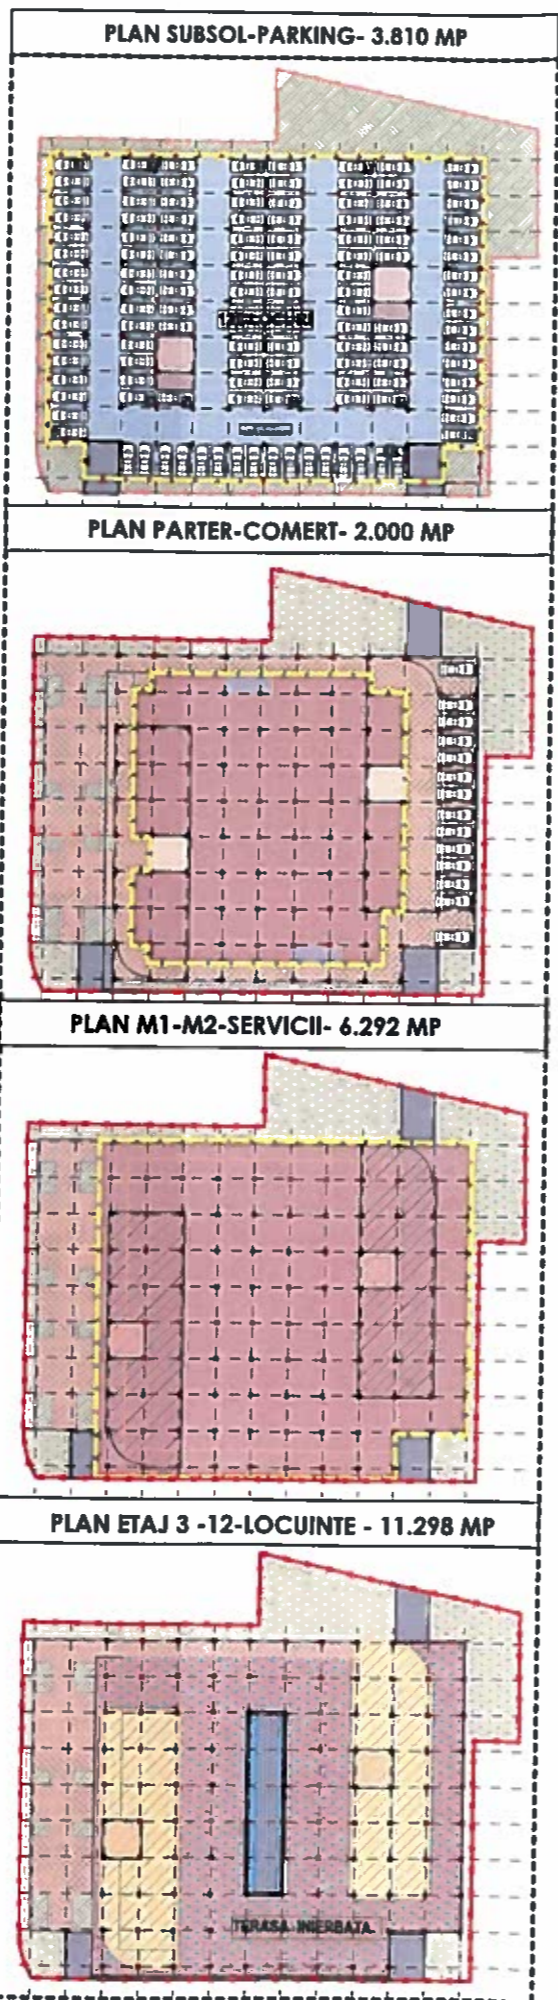 PLAN SUBSOL-PARKING- 3.810 MP
PLAN PARTER-COMERT- 2.000 MP
PLAN M1-M2-SERVICII- 6.292 MP
PLAN ETAJ 3 -12-LOCUINTE - 11.298 MP
TERASA INIERBATA